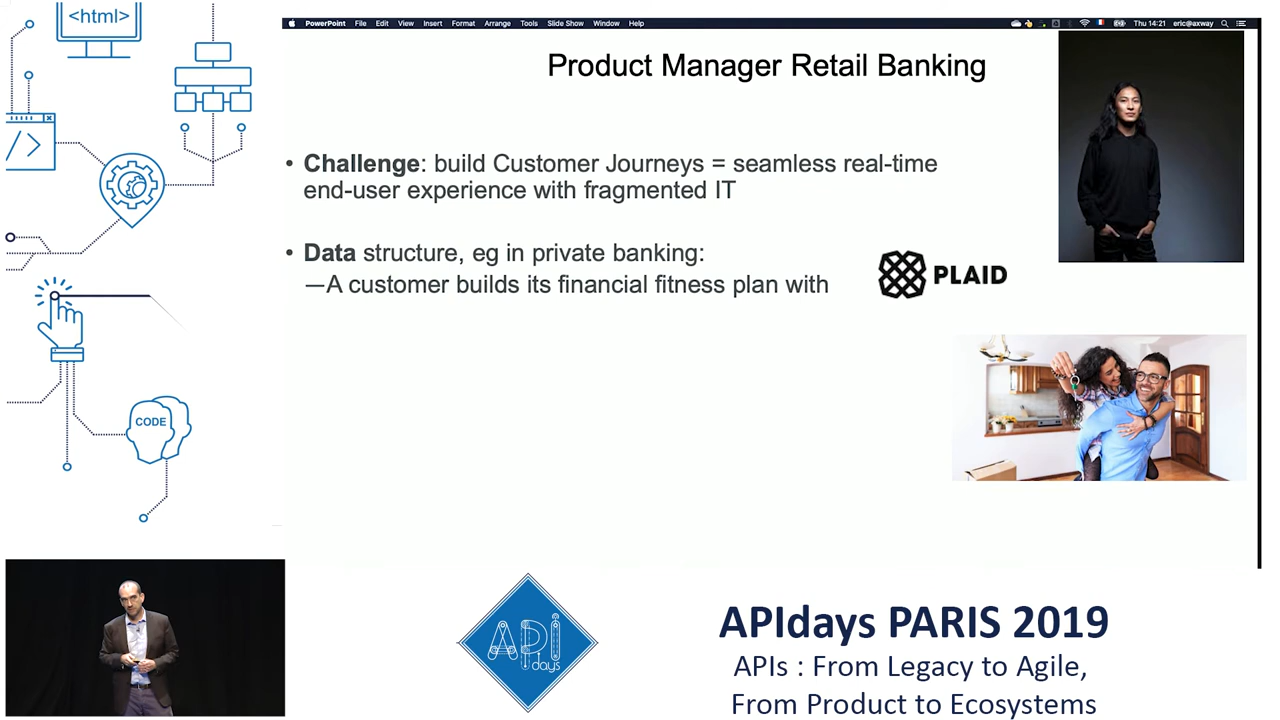 <html>
PowerPoint File Edit View Insert Format Arrange Tools Slide Show Window Help Thu 14:21 eric@axway
Product Manager Retail Banking
• Challenge: build Customer Journeys = seamless real-time
end-user experience with fragmented IT
• Data structure, eg in private banking:
—A customer builds its financial fitness plan with
PLAID
</>
CODE
API
days
APIdays PARIS 2019
APIs : From Legacy to Agile,
From Product to Ecosystems